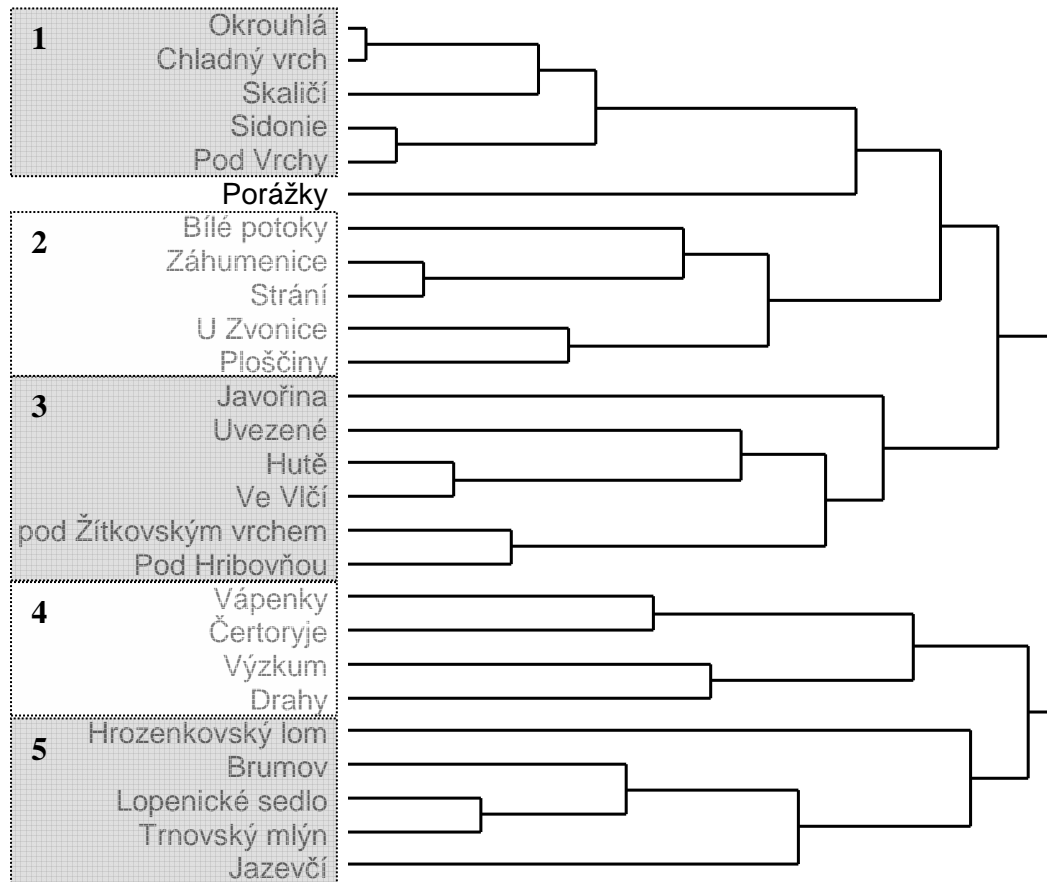 1
Okrouhlá
Chladný vrch
Skaličí
Sidonie
Pod Vrchy
Porážky
2
Bílé potoky
Záhumenice
Strání
U Zvonice
Ploščiny
3
Javořina
Uvezené
Hutě
Ve Vlčí
pod Žítkovským vrchem
Pod Hribovňou
4
Vápenky
Čertoryje
Výzkum
Drahy
5
Hrozenkovský lom
Brumov
Lopenické sedlo
Trnovský mlýn
Jazevčí